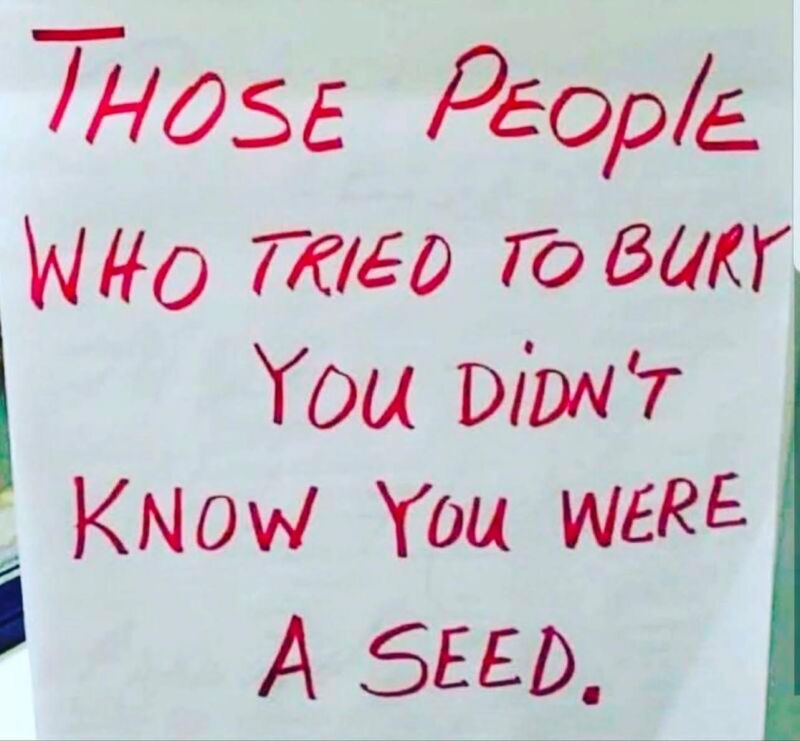 THOSE PEOPlE
WHO TRIED TO BURY
YOU DiDN'T
KNOW YOU WERE
A SEED.